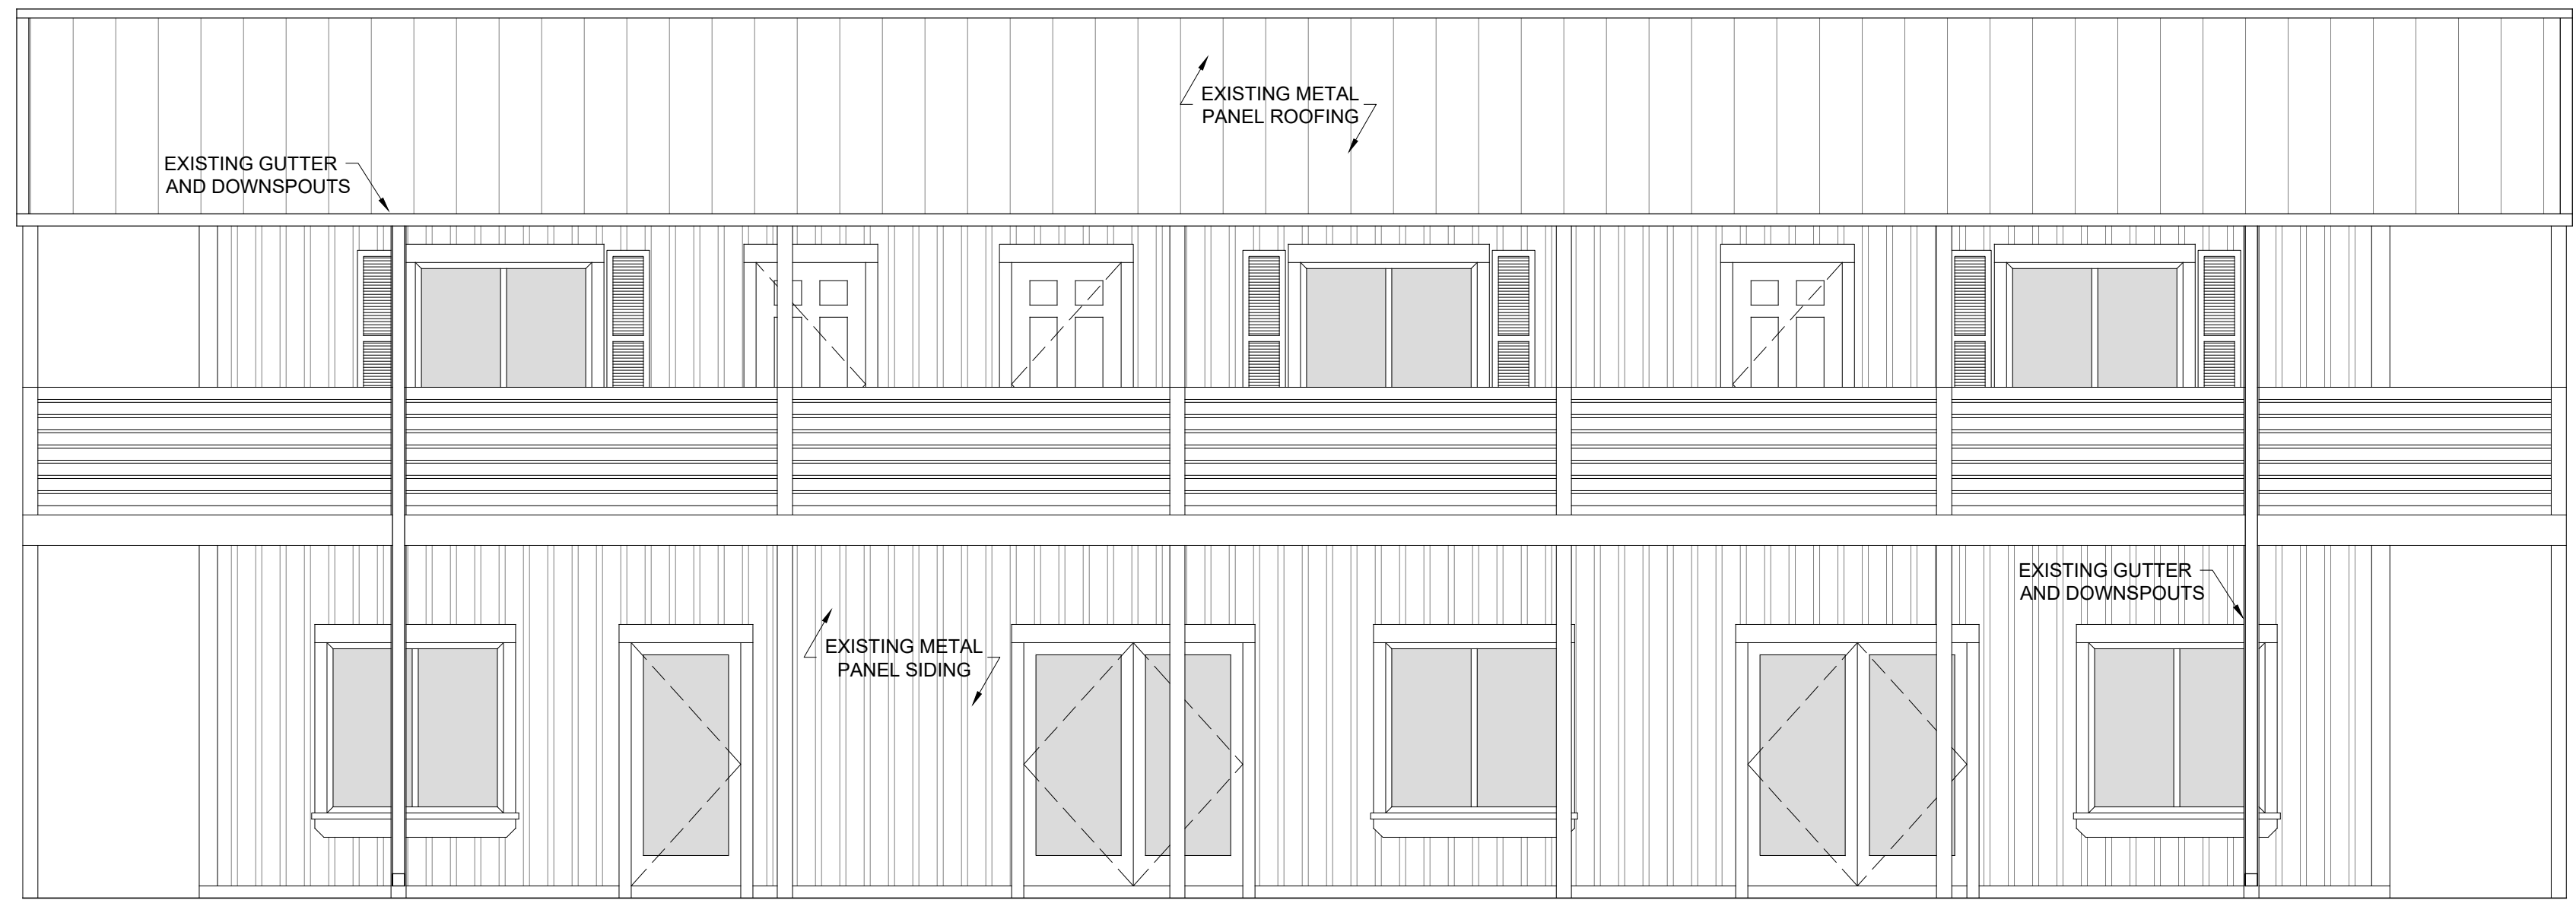 EXISTING METAL
PANEL ROOFING
EXISTING GUTTER
AND DOWNSPOUTS
EXISTING GUTTER
AND DOWNSPOUTS
EXISTING METAL
PANEL SIDING